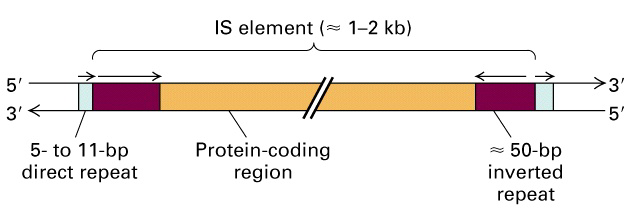 IS element (≈ 1–2 kb)
5′
3′
3′
5′
5- to 11-bp
direct repeat
Protein-coding
region
≈ 50-bp
inverted
repeat